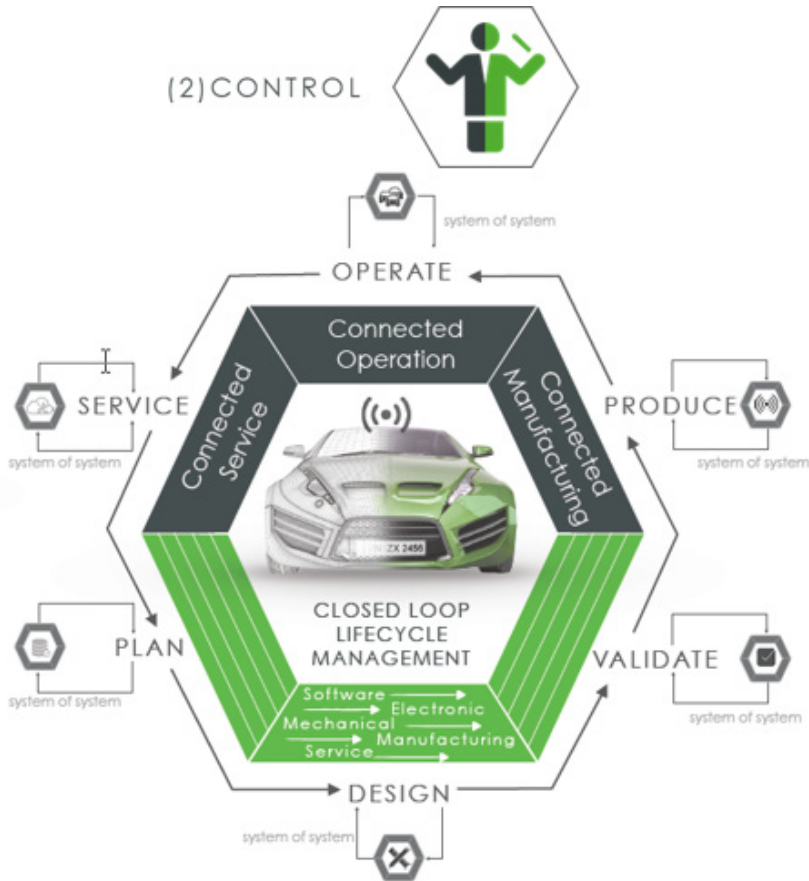 (2)CONTROL
system of system
OPERATE
Connected
Operation
Connected
Service
Connected
Manufacturing
SERVICE
system of system
PRODUCE
system of system
ZX 2456
CLOSED LOOP
LIFECYCLE
MANAGEMENT
PLAN
system of system
VALIDATE
system of system
Software
Electronic
Mechanical
Manufacturing
Service
DESIGN
system of system